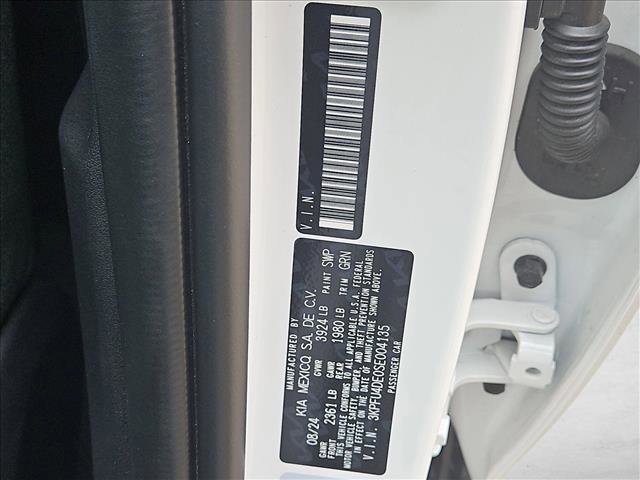 V.I.N.
MANUFACTURED BY
KIA MEXICO, S.A. DE C.V.
08/24 GVWR 3924 LB PAINT SWP
FRONT 2361 LB GAWR REAR 1980 LB TRIM GRN
THIS VEHICLE CONFORMS TO ALL APPLICABLE U.S.A. FEDERAL
MOTOR VEHICLE SAFETY, BUMPER, AND THEFT PREVENTION STANDARDS
IN EFFECT ON THE DATE OF MANUFACTURE SHOWN ABOVE.
V.I.N. 3KPFU4DE0SE004135
PASSENGER CAR